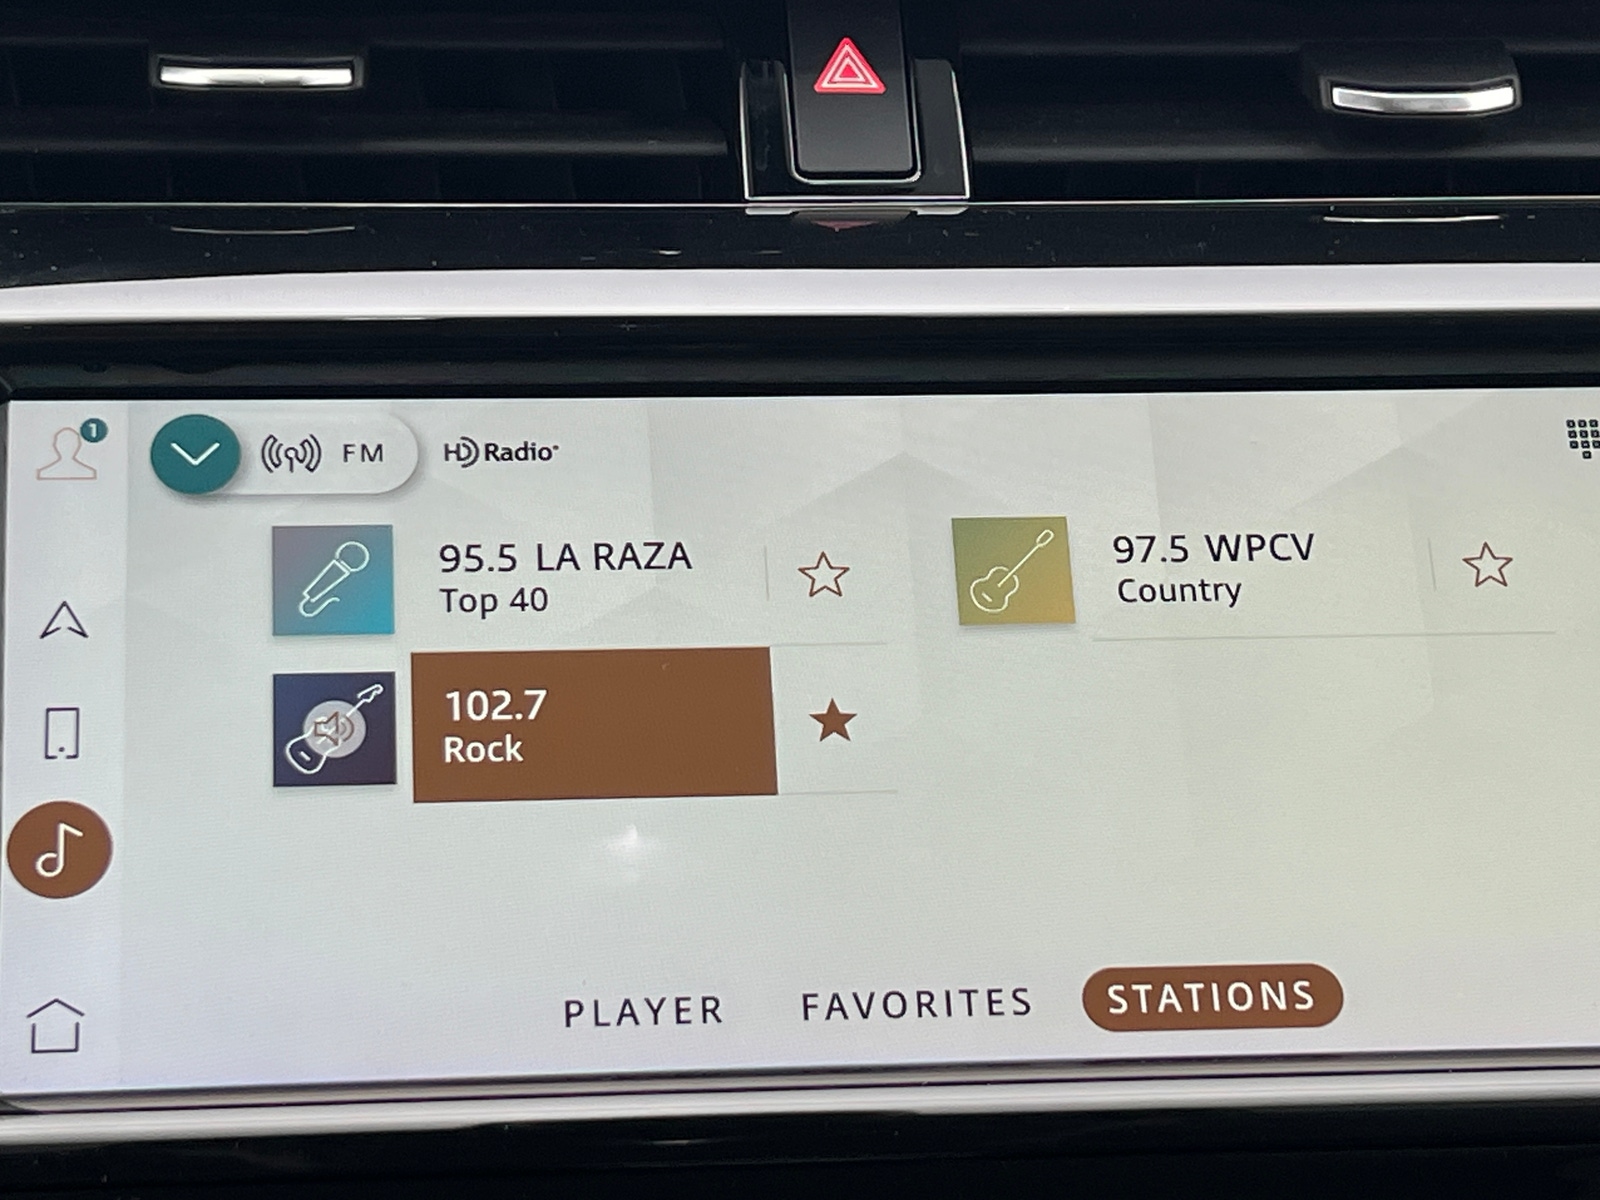 1
FM
HD Radio
95.5 LA RAZA
Top 40
97.5 WPCV
Country
102.7
Rock
PLAYER
FAVORITES
STATIONS